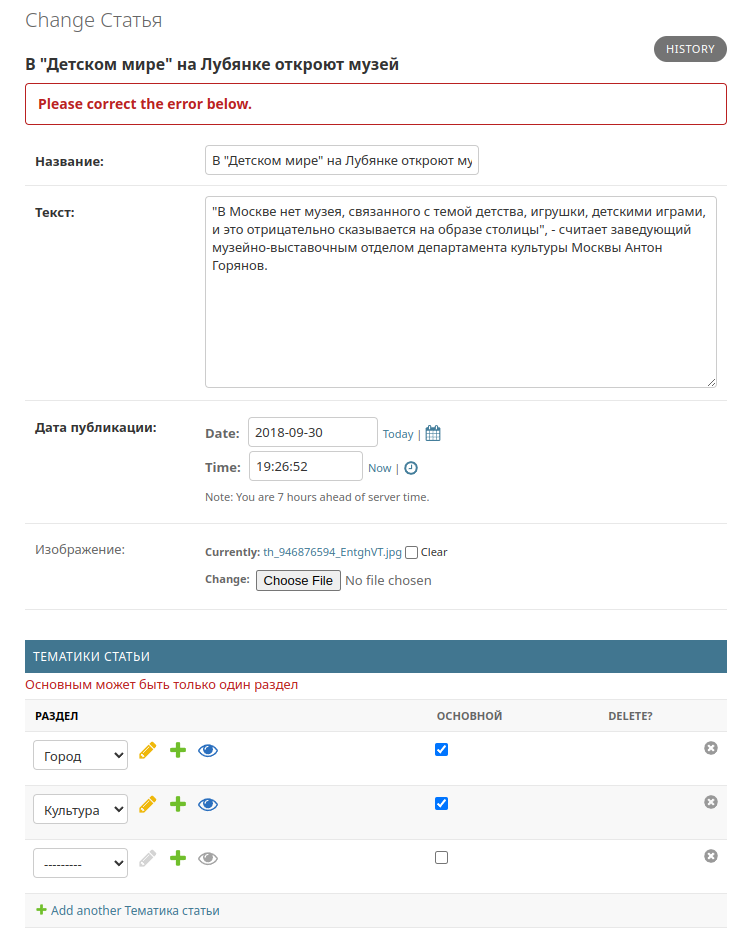 Change Статья
HISTORY
В "Детском мире" на Лубянке откроют музей
Please correct the error below.
Название:
В "Детском мире" на Лубянке откроют му
Текст:
"В Москве нет музея, связанного с темой детства, игрушки, детскими играми,
и это отрицательно сказывается на образе столицы", - считает заведующий
музейно-выставочным отделом департамента культуры Москвы Антон
Горянов.
Дата публикации:
Date: 2018-09-30 Today |
Time: 19:26:52 Now |
Note: You are 7 hours ahead of server time.
Изображение:
Currently: th_946876594_EntghVT.jpg Clear
Change: Choose File No file chosen
ТЕМАТИКИ СТАТЬИ
Основным может быть только один раздел
РАЗДЕЛ ОСНОВНОЙ DELETE?
Город
Культура
---------
Add another Тематика статьи